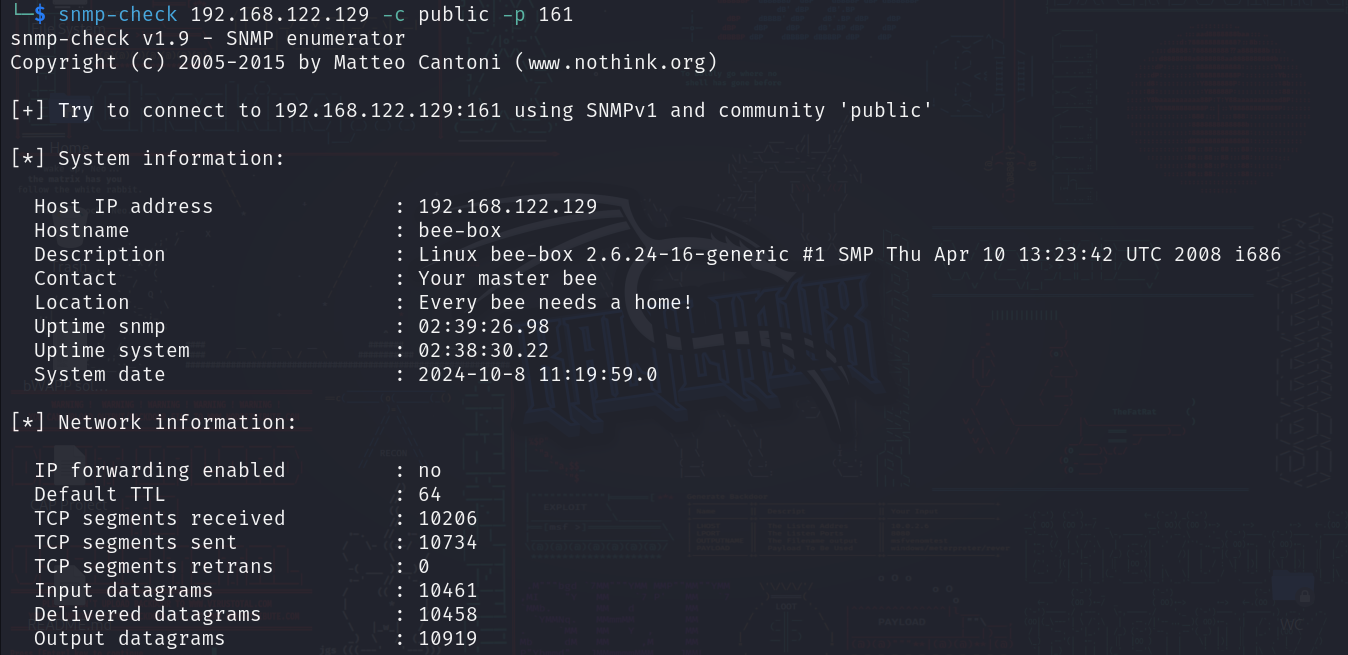 └─$ snmp-check 192.168.122.129 -c public -p 161
snmp-check v1.9 - SNMP enumerator
Copyright (c) 2005-2015 by Matteo Cantoni (www.nothink.org)
[+] Try to connect to 192.168.122.129:161 using SNMPv1 and community 'public'
[*] System information:
Host IP address : 192.168.122.129
Hostname : bee-box
Description : Linux bee-box 2.6.24-16-generic #1 SMP Thu Apr 10 13:23:42 UTC 2008 i686
Contact : Your master bee
Location : Every bee needs a home!
Uptime snmp : 02:39:26.98
Uptime system : 02:38:30.22
System date : 2024-10-8 11:19:59.0
[*] Network information:
IP forwarding enabled : no
Default TTL : 64
TCP segments received : 10206
TCP segments sent : 10734
TCP segments retrans : 0
Input datagrams : 10461
Delivered datagrams : 10458
Output datagrams : 10919
KALI LINUX
Home
EXPLOIT
PAYLOAD
WC